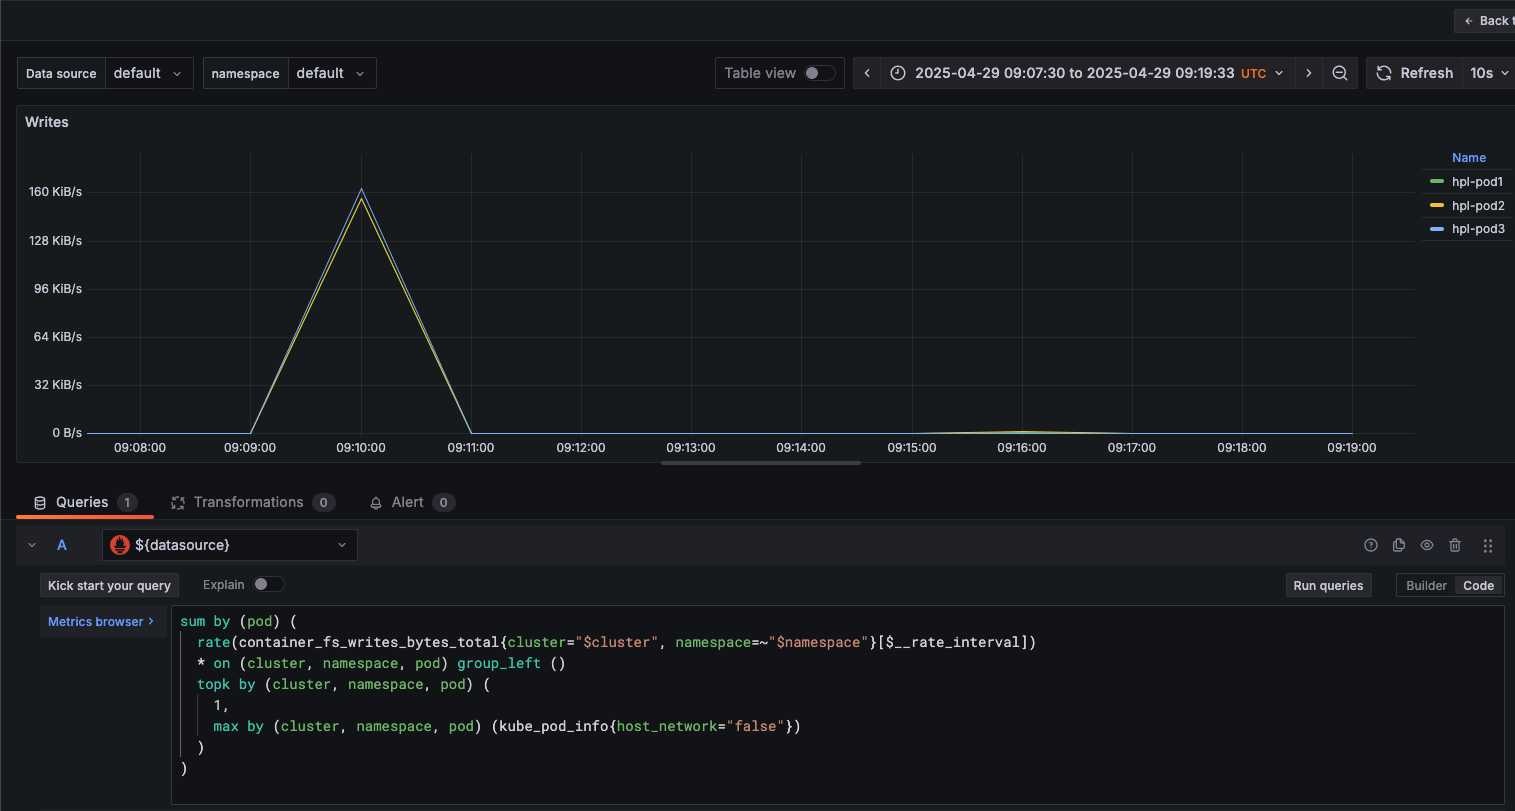 ← Back t
Data source default namespace default Table view 2025-04-29 09:07:30 to 2025-04-29 09:19:33 UTC Refresh 10s
Writes
Name
hpl-pod1
hpl-pod2
hpl-pod3
160 KiB/s
128 KiB/s
96 KiB/s
64 KiB/s
32 KiB/s
0 B/s
09:08:00 09:09:00 09:10:00 09:11:00 09:12:00 09:13:00 09:14:00 09:15:00 09:16:00 09:17:00 09:18:00 09:19:00
Queries 1 Transformations 0 Alert 0
A ${datasource}
Kick start your query Explain Run queries Builder Code
Metrics browser >
sum by (pod) (
rate(container_fs_writes_bytes_total{cluster="$cluster", namespace=~"$namespace"}[$__rate_interval])
* on (cluster, namespace, pod) group_left ()
topk by (cluster, namespace, pod) (
1,
max by (cluster, namespace, pod) (kube_pod_info{host_network="false"})
)
)